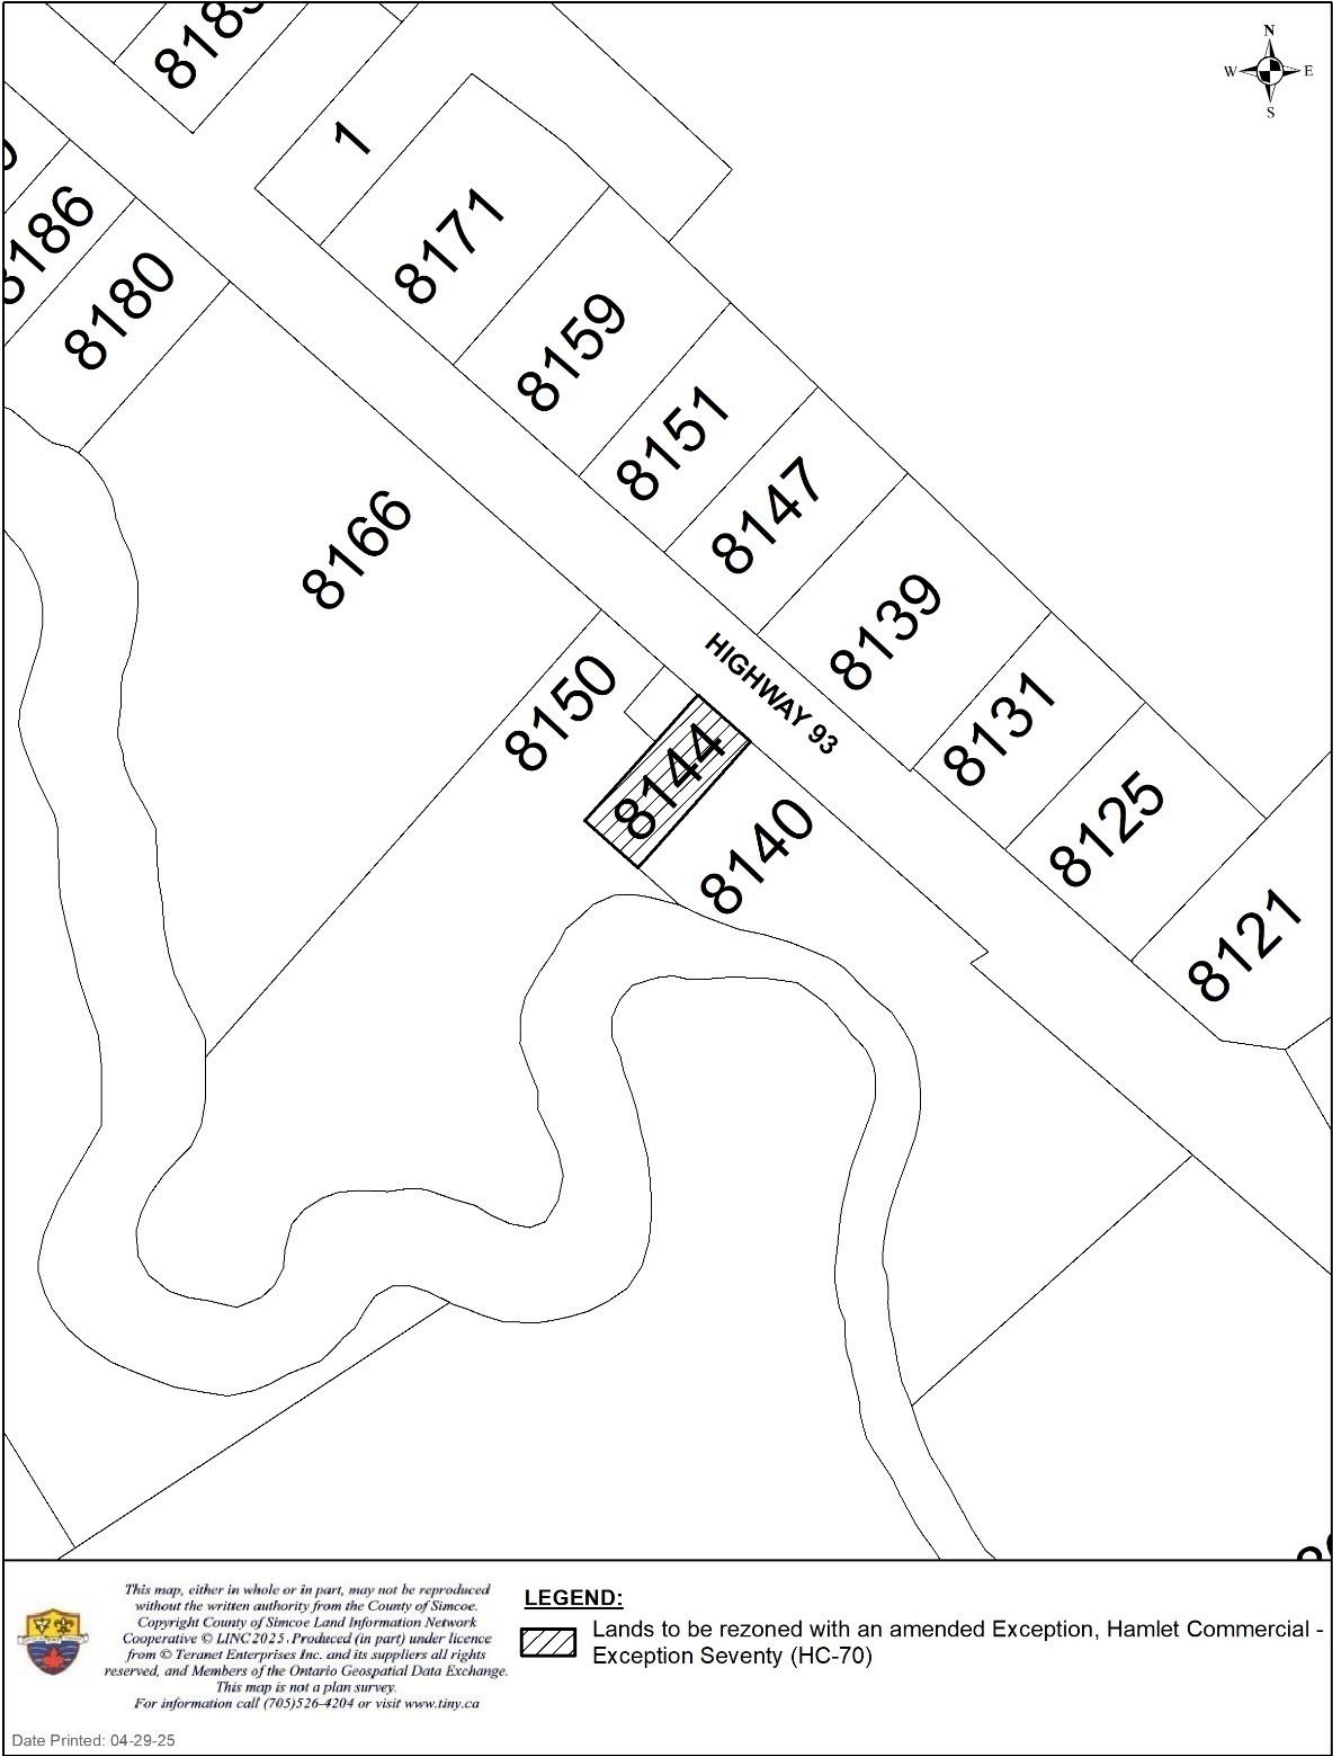 N
W E
S
8183
1
8186
8171
8180
8159
8151
8147
8166
8139
HIGHWAY 93
8150
8131
8144
8125
8140
8121
This map, either in whole or in part, may not be reproduced
without the written authority from the County of Simcoe.
Copyright County of Simcoe Land Information Network
Cooperative © LINC 2025. Produced (in part) under licence
from © Teranet Enterprises Inc. and its suppliers all rights
reserved, and Members of the Ontario Geospatial Data Exchange.
This map is not a plan survey.
For information call (705)526-4204 or visit www.tiny.ca
LEGEND:
Lands to be rezoned with an amended Exception, Hamlet Commercial -
Exception Seventy (HC-70)
Date Printed: 04-29-25